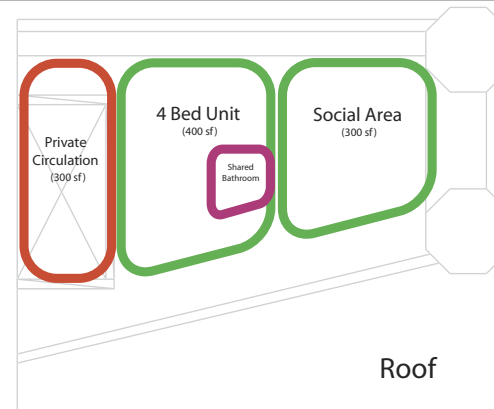 Private
Circulation
(300 sf)
4 Bed Unit
(400 sf)
Shared
Bathroom
Social Area
(300 sf)
Roof